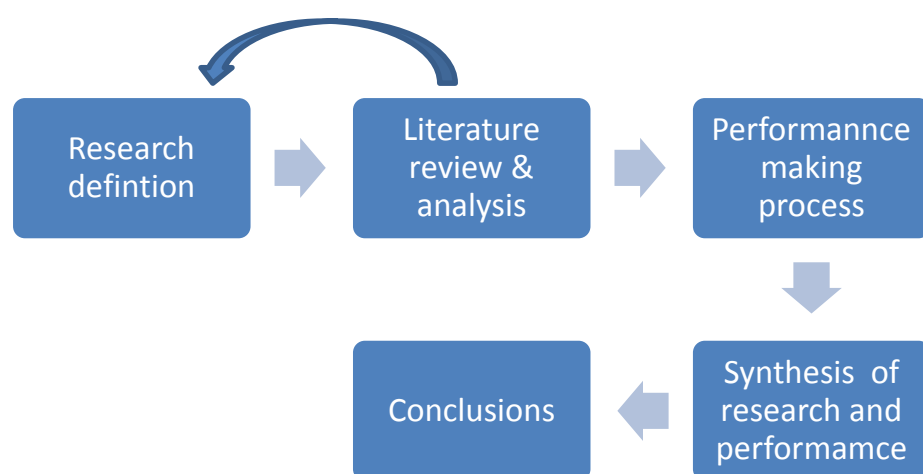 Research
defintion
Literature
review &
analysis
Performannce
making
process
Synthesis of
research and
performamce
Conclusions